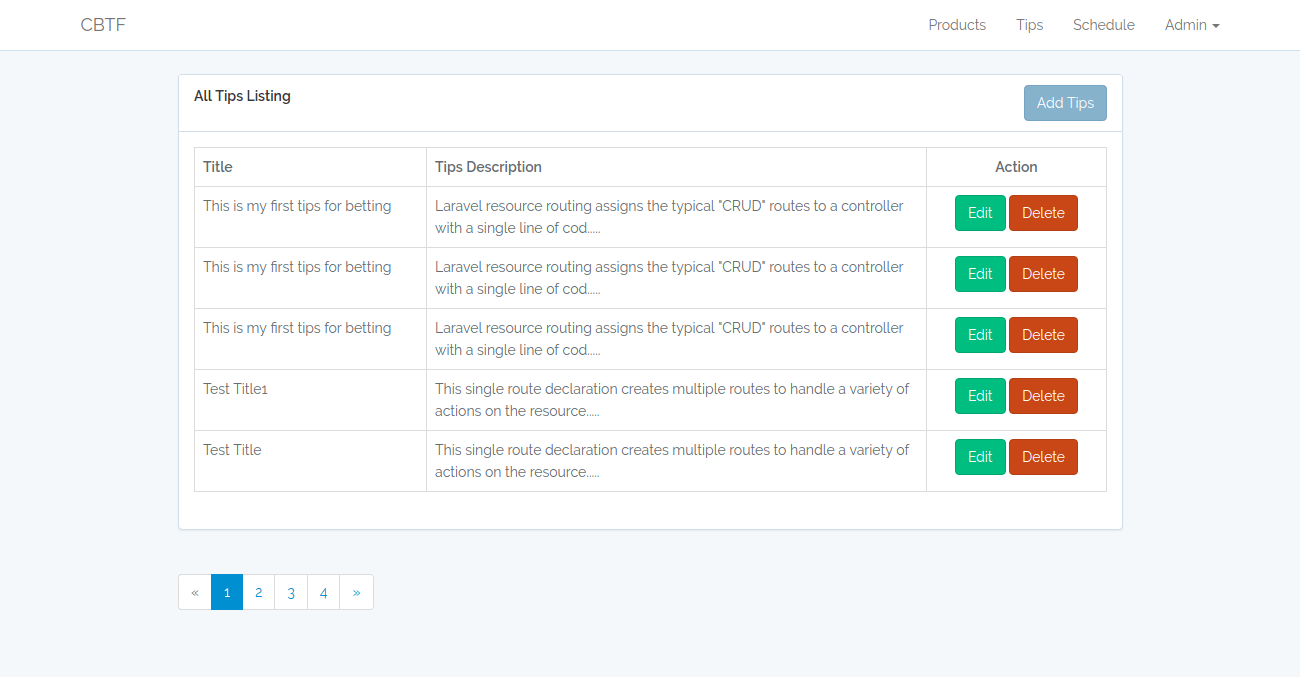 CBTF
Products Tips Schedule Admin
All Tips Listing
Add Tips
Title Tips Description Action
This is my first tips for betting Laravel resource routing assigns the typical "CRUD" routes to a controller Edit Delete
with a single line of cod.....
This is my first tips for betting Laravel resource routing assigns the typical "CRUD" routes to a controller Edit Delete
with a single line of cod.....
This is my first tips for betting Laravel resource routing assigns the typical "CRUD" routes to a controller Edit Delete
with a single line of cod.....
Test Title1 This single route declaration creates multiple routes to handle a variety of Edit Delete
actions on the resource.....
Test Title This single route declaration creates multiple routes to handle a variety of Edit Delete
actions on the resource.....
« 1 2 3 4 »